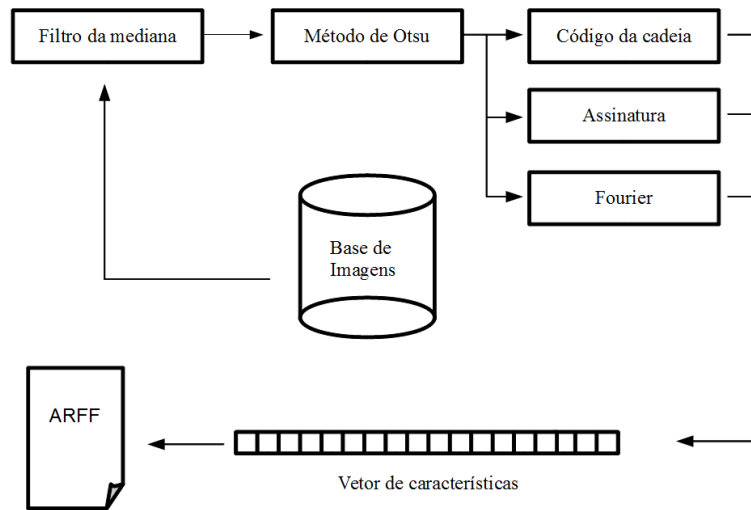 Filtro da mediana
Método de Otsu
Código da cadeia
Assinatura
Fourier
Base de
Imagens
ARFF
Vetor de características